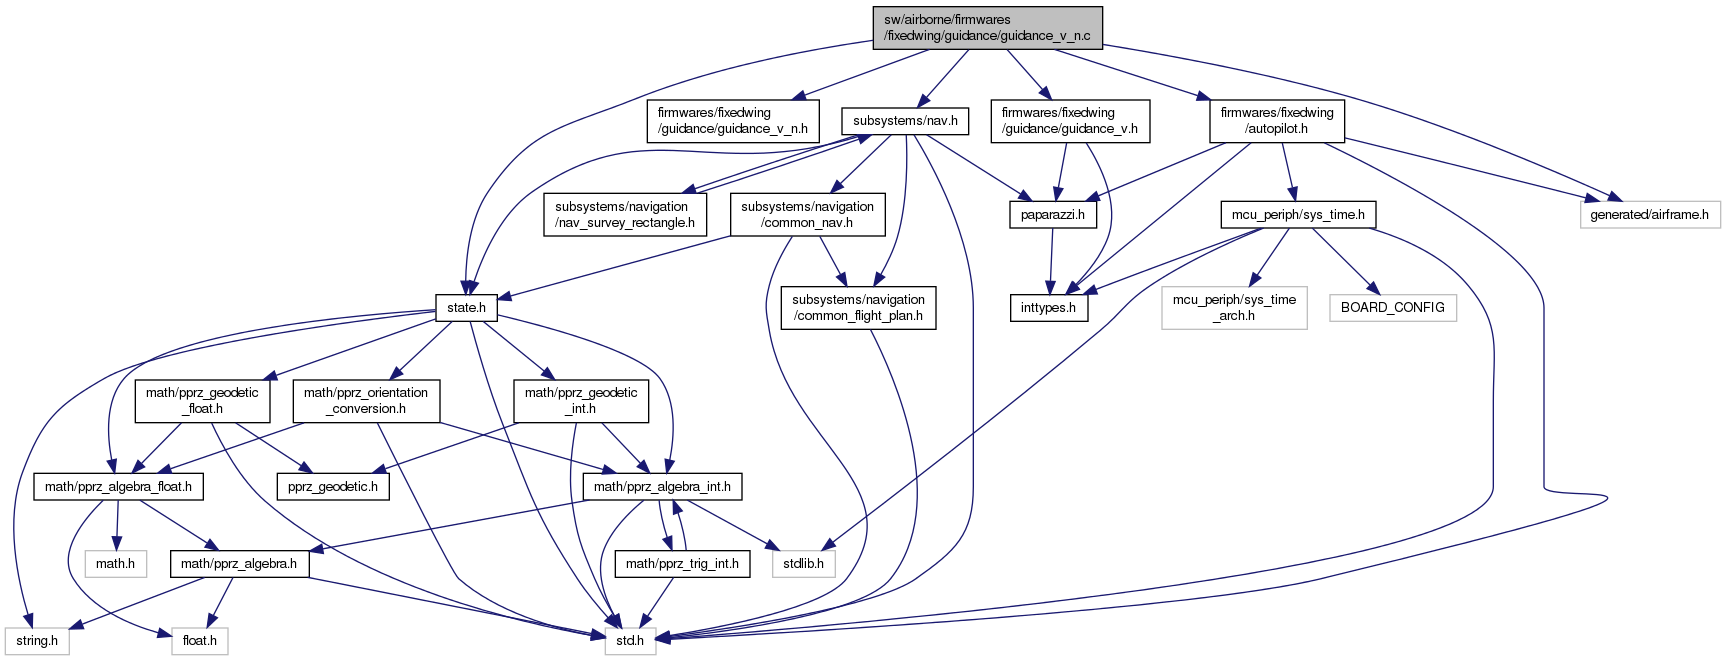 sw/airborne/firmwares
/fixedwing/guidance/guidance_v_n.c
firmwares/fixedwing
/guidance/guidance_v_n.h
subsystems/nav.h
firmwares/fixedwing
/guidance/guidance_v.h
firmwares/fixedwing
/autopilot.h
subsystems/navigation
/nav_survey_rectangle.h
subsystems/navigation
/common_nav.h
paparazzi.h
mcu_periph/sys_time.h
generated/airframe.h
state.h
subsystems/navigation
/common_flight_plan.h
inttypes.h
mcu_periph/sys_time
_arch.h
BOARD_CONFIG
math/pprz_geodetic
_float.h
math/pprz_orientation
_conversion.h
math/pprz_geodetic
_int.h
math/pprz_algebra_float.h
pprz_geodetic.h
math/pprz_algebra_int.h
math.h
math/pprz_algebra.h
math/pprz_trig_int.h
stdlib.h
string.h
float.h
std.h